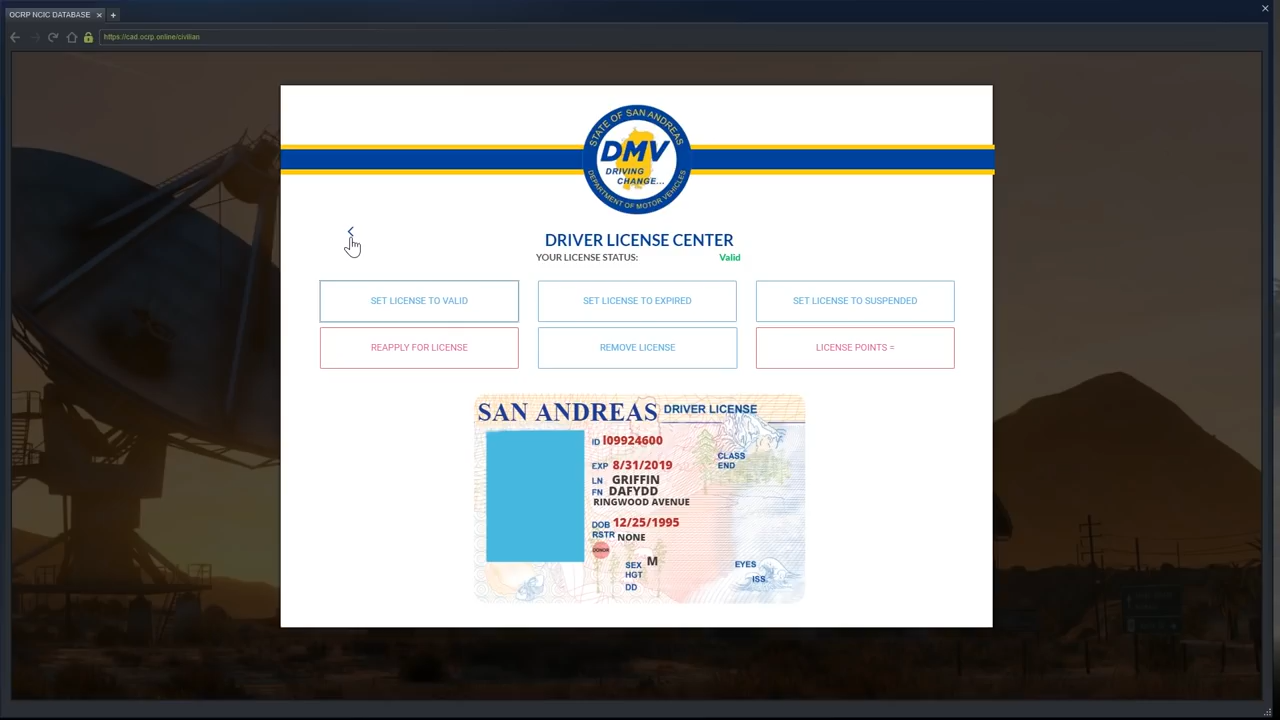 OCRP NCIC DATABASE
https://cad.ocrp.online/civilian
STATE OF SAN ANDREAS
DMV
DRIVING
CHANGE...
DEPARTMENT OF MOTOR VEHICLES
DRIVER LICENSE CENTER
YOUR LICENSE STATUS: Valid
SET LICENSE TO VALID
SET LICENSE TO EXPIRED
SET LICENSE TO SUSPENDED
REAPPLY FOR LICENSE
REMOVE LICENSE
LICENSE POINTS =
SAN ANDREAS DRIVER LICENSE
ID I09924600
EXP 8/31/2019
CLASS
END
LN GRIFFIN
FN DAFYDD
RINGWOOD AVENUE
DOB 12/25/1995
RSTR NONE
DONOR
SEX M
EYES
HGT
ISS
DD